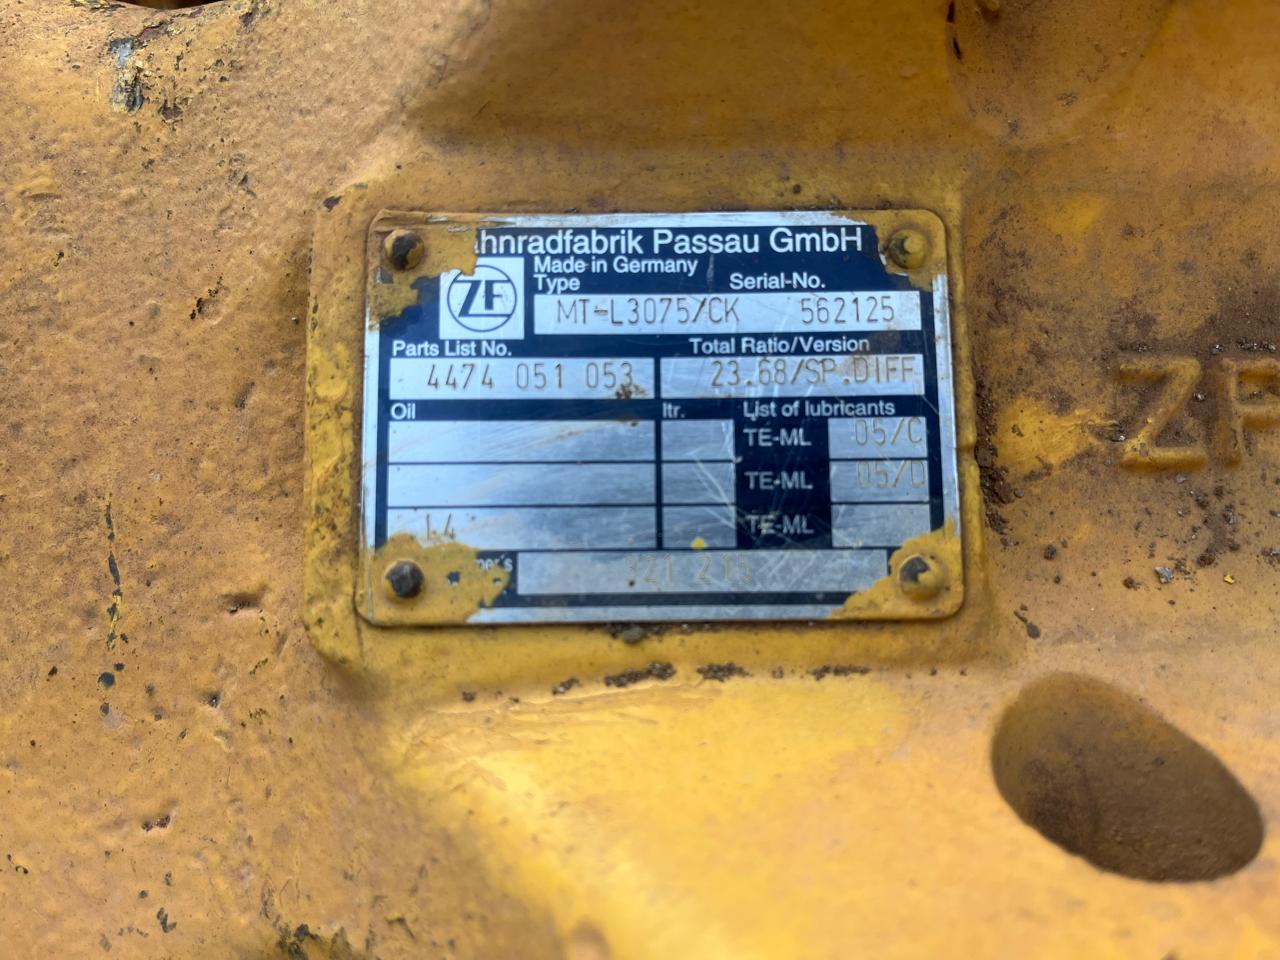 ahnradfabrik Passau GmbH
Made in Germany
Type Serial-No.
ZF MT-L3075/CK 562125
Parts List No. Total Ratio/Version
4474 051 053 23.68/SP.DIFF
Oil ltr. List of lubricants
TE-ML 05/C
TE-ML 05/D
L4 TE-ML
ZF